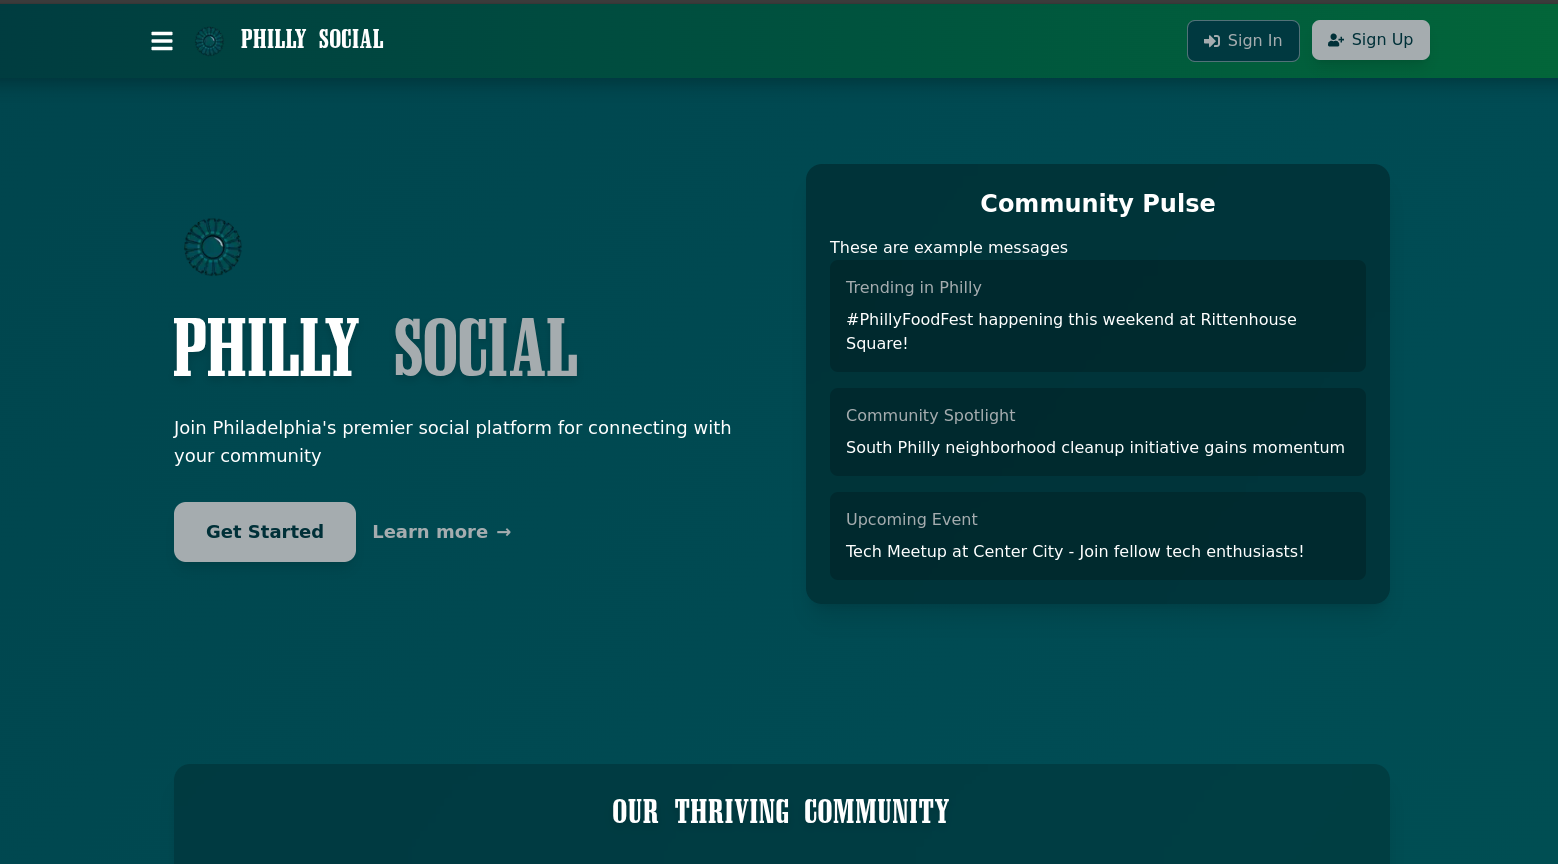 PHILLY SOCIAL
Sign In
Sign Up
PHILLY SOCIAL
Join Philadelphia's premier social platform for connecting with
your community
Get Started
Learn more →
Community Pulse
These are example messages
Trending in Philly
#PhillyFoodFest happening this weekend at Rittenhouse
Square!
Community Spotlight
South Philly neighborhood cleanup initiative gains momentum
Upcoming Event
Tech Meetup at Center City - Join fellow tech enthusiasts!
OUR THRIVING COMMUNITY